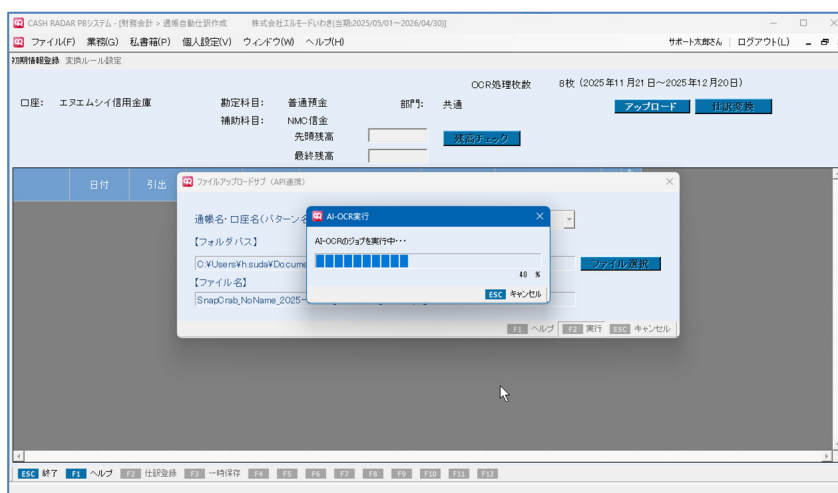 CASH RADAR PBシステム - [財務会計 > 通帳自動仕訳作成　　株式会社エルモードいわき(当期:2025/05/01～2026/04/30)]
ファイル(F) 業務(G) 私書箱(P) 個人設定(V) ウィンドウ(W) ヘルプ(H) サポート太郎さん ログアウト(L)
初期情報登録 変換ルール設定
OCR処理枚数 8枚 (2025年11月21日～2025年12月20日)
口座: エヌエムシイ信用金庫 勘定科目: 普通預金 部門: 共通 アップロード 仕訳変換
補助科目: NMC信金
先頭残高 残高チェック
最終残高
日付 引出
ファイルアップロードサブ (API連携)
通帳名・口座名(パターン名
【フォルダパス】
C:¥Users¥h.suda¥Docume ファイル選択
【ファイル名】
SnapCrab_NoName_2025-
F1 ヘルプ F2 実行 ESC キャンセル
AI-OCR実行
AI-OCRのジョブを実行中・・・
40 %
ESC キャンセル
ESC 終了 F1 ヘルプ F2 仕訳登録 F3 一時保存 F4 F5 F6 F7 F8 F9 F10 F11 F12